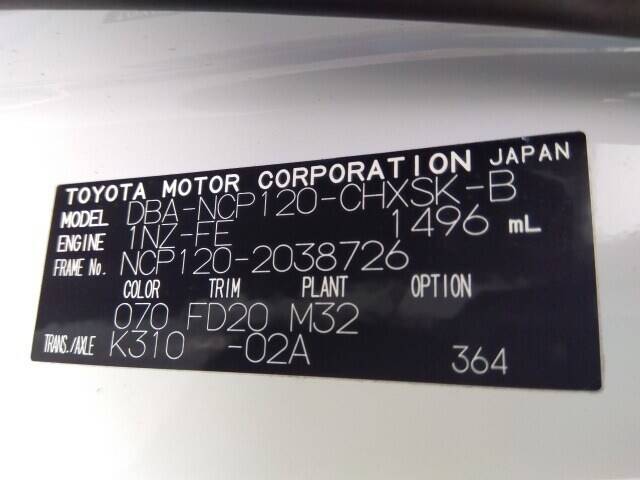 TOYOTA MOTOR CORPORATION JAPAN
MODEL DBA-NCP120-CHXSK-B
ENGINE 1NZ-FE 1496 mL
FRAME No. NCP120-2038726
COLOR TRIM PLANT OPTION
070 FD20 M32
TRANS./AXLE K310 -02A 364